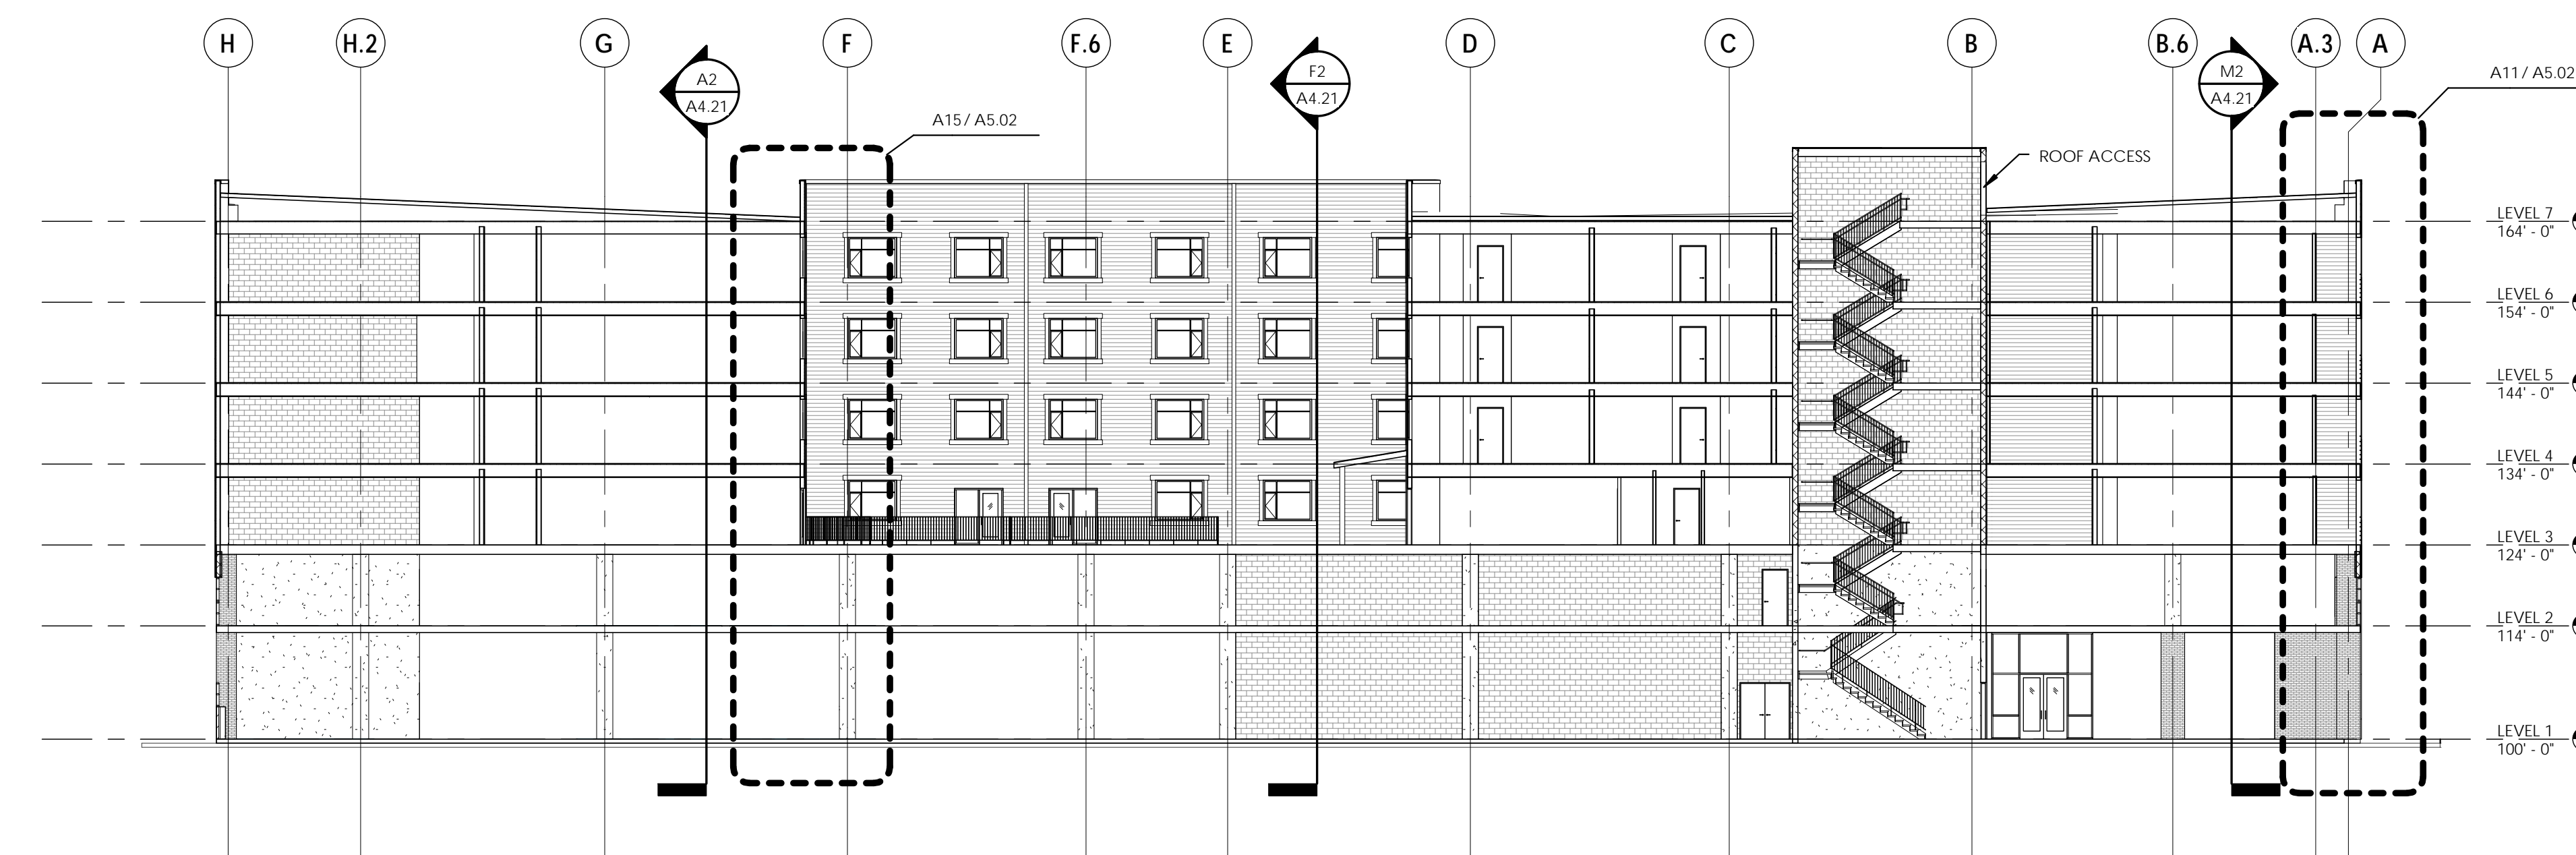 H
H.2
G
F
F.6
E
D
C
B
B.6
A.3
A
A2
A4.21
F2
A4.21
M2
A4.21
A11 / A5.02
A15 / A5.02
ROOF ACCESS
LEVEL 7
164' - 0"
LEVEL 6
154' - 0"
LEVEL 5
144' - 0"
LEVEL 4
134' - 0"
LEVEL 3
124' - 0"
LEVEL 2
114' - 0"
LEVEL 1
100' - 0"